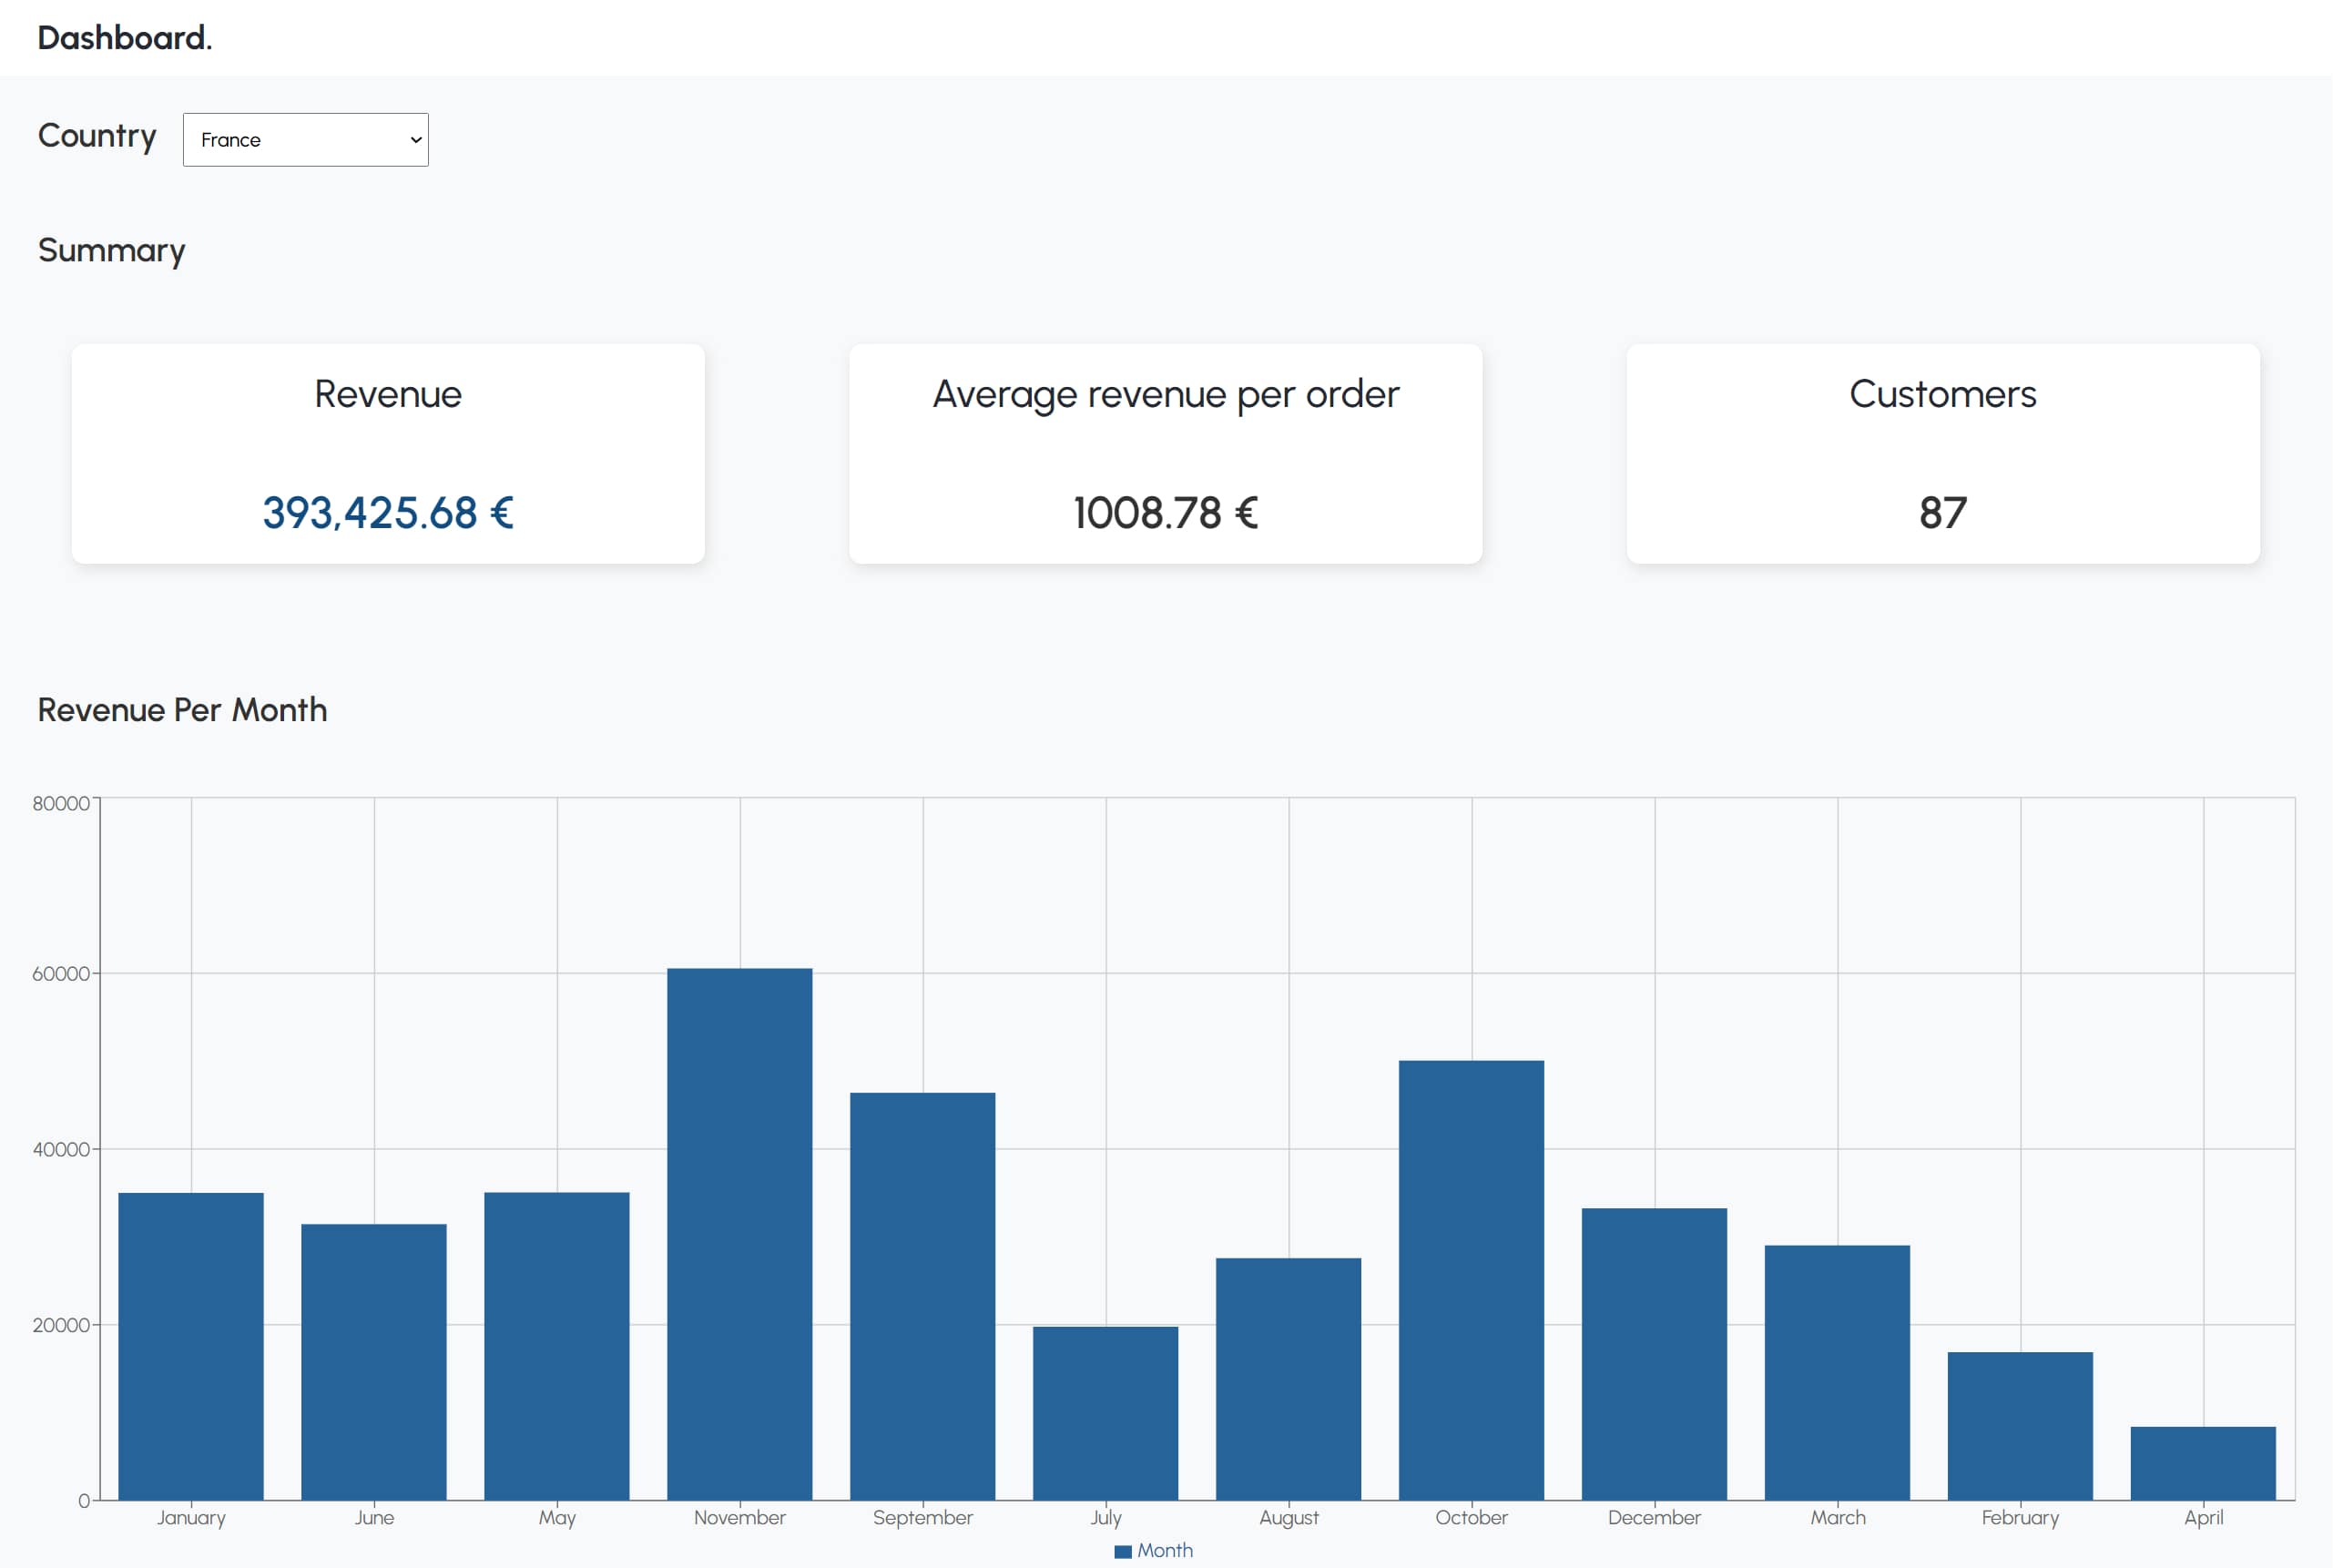 Dashboard.
Country France
Summary
Revenue Average revenue per order Customers
393,425.68 € 1008.78 € 87
Revenue Per Month
80000
60000
40000
20000
0
January June May November September July August October December March February April
Month